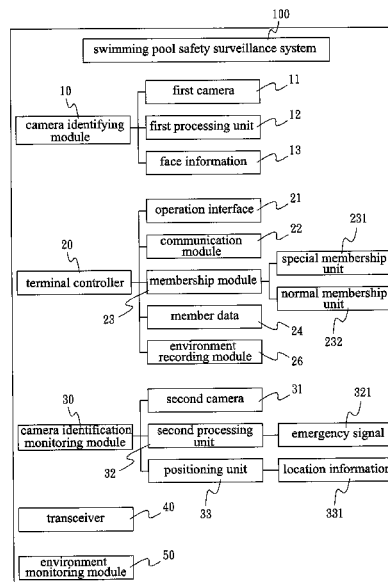 100
swimming pool safety surveillance system
10
camera identifying
module
first camera
11
first processing unit
12
face information
13
20
terminal controller
operation interface
21
communication
module
22
membership module
23
special membership
unit
231
normal membership
unit
232
member data
24
environment
recording module
26
30
camera identification
monitoring module
second camera
31
second processing
unit
32
emergency signal
321
positioning unit
33
location information
331
transceiver
40
environment
monitoring module
50